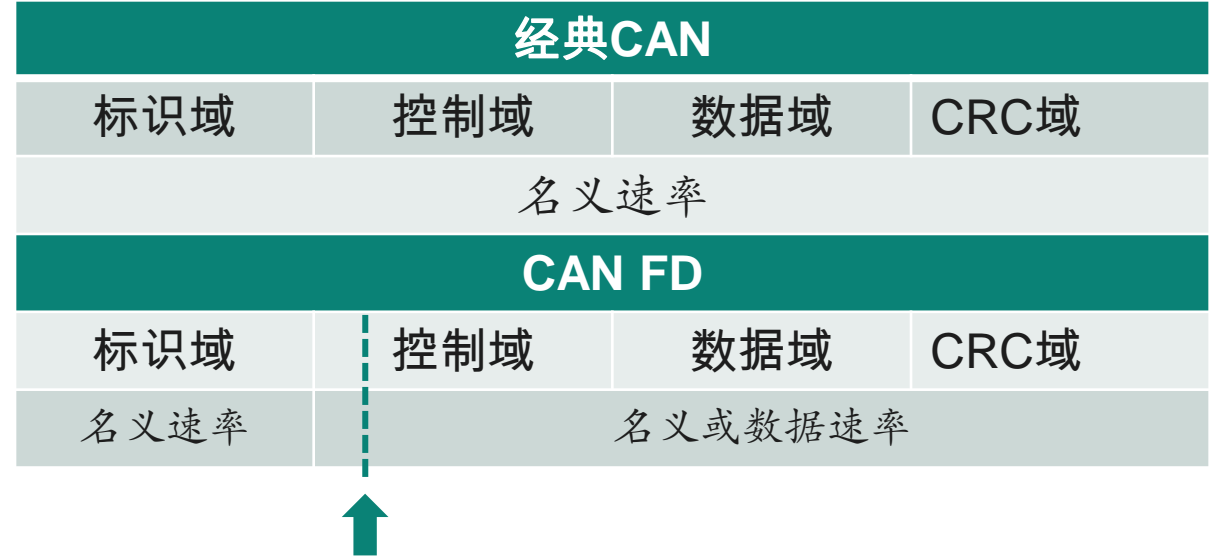 经典CAN
标识域 控制域 数据域 CRC域
名义速率
CAN FD
标识域 控制域 数据域 CRC域
名义速率 名义或数据速率